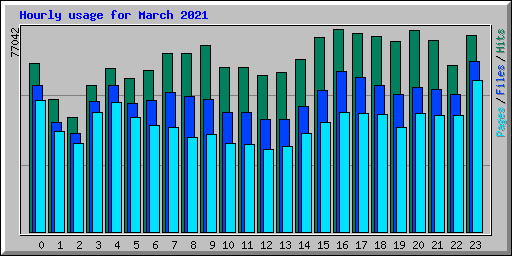 Hourly usage for March 2021
77042
Pages/Files/Hits
0 1 2 3 4 5 6 7 8 9 10 11 12 13 14 15 16 17 18 19 20 21 22 23